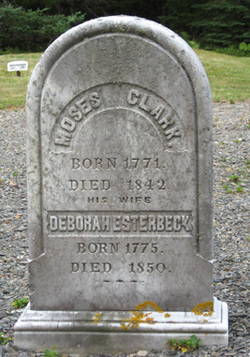 MOSES CLARK.
BORN 1771.
DIED 1842.
HIS WIFE
DEBORAH ESTERBECK
BORN 1775.
DIED 1850.